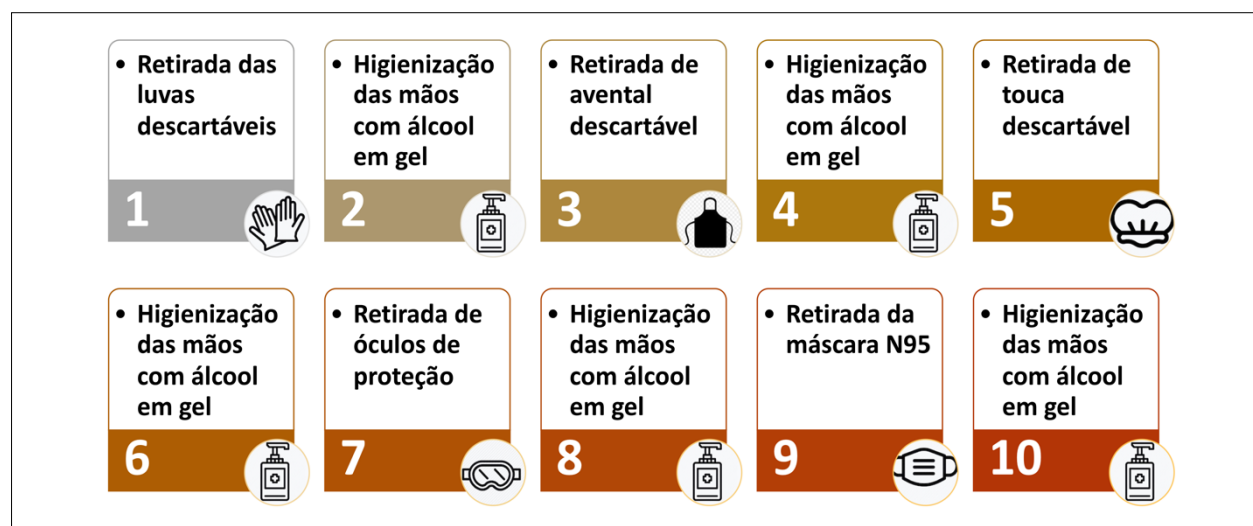 • Retirada das
luvas
descartáveis
1
• Higienização
das mãos
com álcool
em gel
2
• Retirada de
avental
descartável
3
• Higienização
das mãos
com álcool
em gel
4
• Retirada de
touca
descartável
5
• Higienização
das mãos
com álcool
em gel
6
• Retirada de
óculos de
proteção
7
• Higienização
das mãos
com álcool
em gel
8
• Retirada da
máscara N95
9
• Higienização
das mãos
com álcool
em gel
10